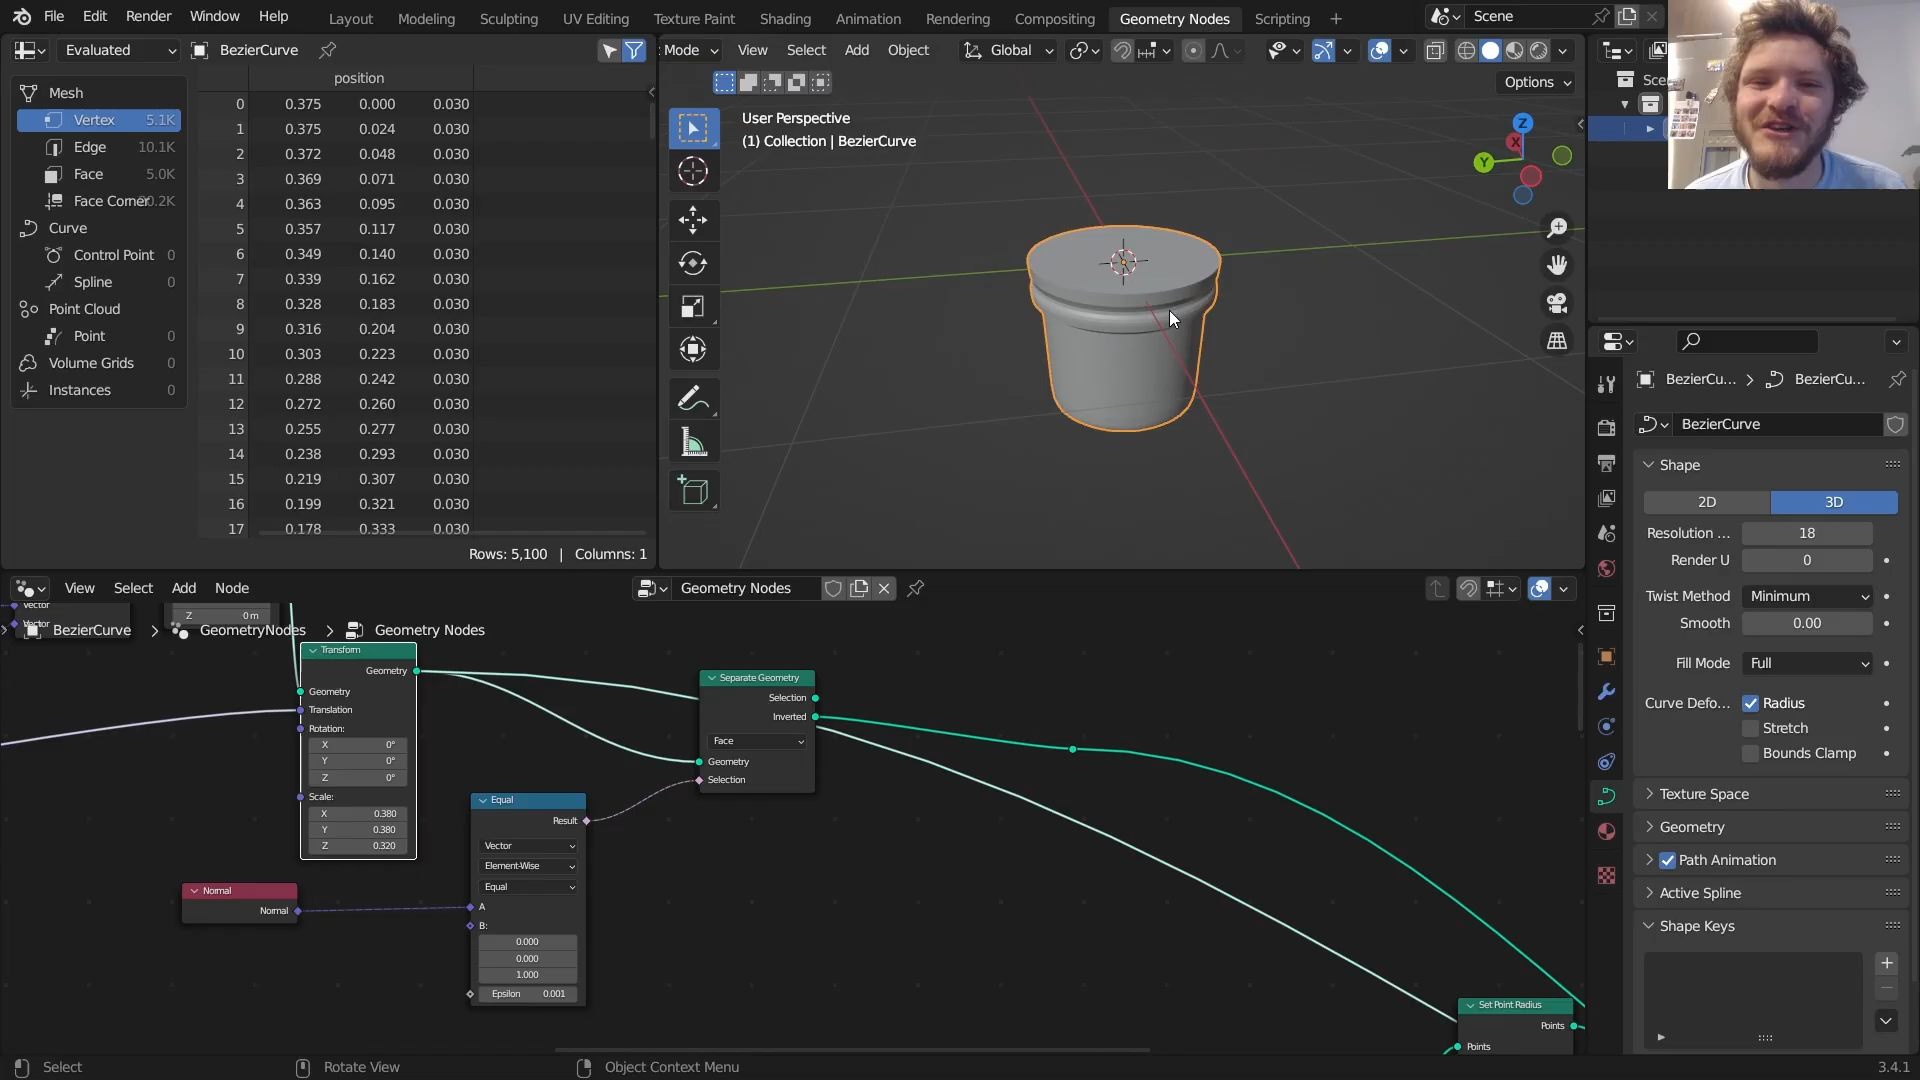 File Edit Render Window Help
Layout Modeling Sculpting UV Editing Texture Paint Shading Animation Rendering Compositing Geometry Nodes Scripting +
Scene
Evaluated BezierCurve
Mode View Select Add Object Global
Options
position
Mesh
Vertex 5.1K
Edge 10.1K
Face 5.0K
Face Corner
Curve
Control Point 0
Spline 0
Point Cloud
Point 0
Volume Grids 0
Instances 0
0 0.375 0.000 0.030
1 0.375 0.024 0.030
2 0.372 0.048 0.030
3 0.369 0.071 0.030
4 0.363 0.095 0.030
5 0.357 0.117 0.030
6 0.349 0.140 0.030
7 0.339 0.162 0.030
8 0.328 0.183 0.030
9 0.316 0.204 0.030
10 0.303 0.223 0.030
11 0.288 0.242 0.030
12 0.272 0.260 0.030
13 0.255 0.277 0.030
14 0.238 0.293 0.030
15 0.219 0.307 0.030
16 0.199 0.321 0.030
17 0.178 0.333 0.030
Rows: 5,100 | Columns: 1
User Perspective
(1) Collection | BezierCurve
Z
X
Y
Sce
BezierCu... > BezierCu...
BezierCurve
Shape
2D 3D
Resolution ... 18
Render U 0
Twist Method Minimum
Smooth 0.00
Fill Mode Full
Curve Defo... Radius
Stretch
Bounds Clamp
Texture Space
Geometry
Path Animation
Active Spline
Shape Keys
View Select Add Node
Geometry Nodes
Vector
Vector
Z 0 m
BezierCurve > GeometryNodes > Geometry Nodes
Transform
Geometry
Geometry
Translation
Rotation:
X 0°
Y 0°
Z 0°
Scale:
X 0.380
Y 0.380
Z 0.320
Normal
Normal
Equal
Result
Vector
Element-Wise
Equal
A
B:
0.000
0.000
1.000
Epsilon 0.001
Separate Geometry
Selection
Inverted
Face
Geometry
Selection
Set Point Radius
Points
Points
Select Rotate View Object Context Menu
3.4.1